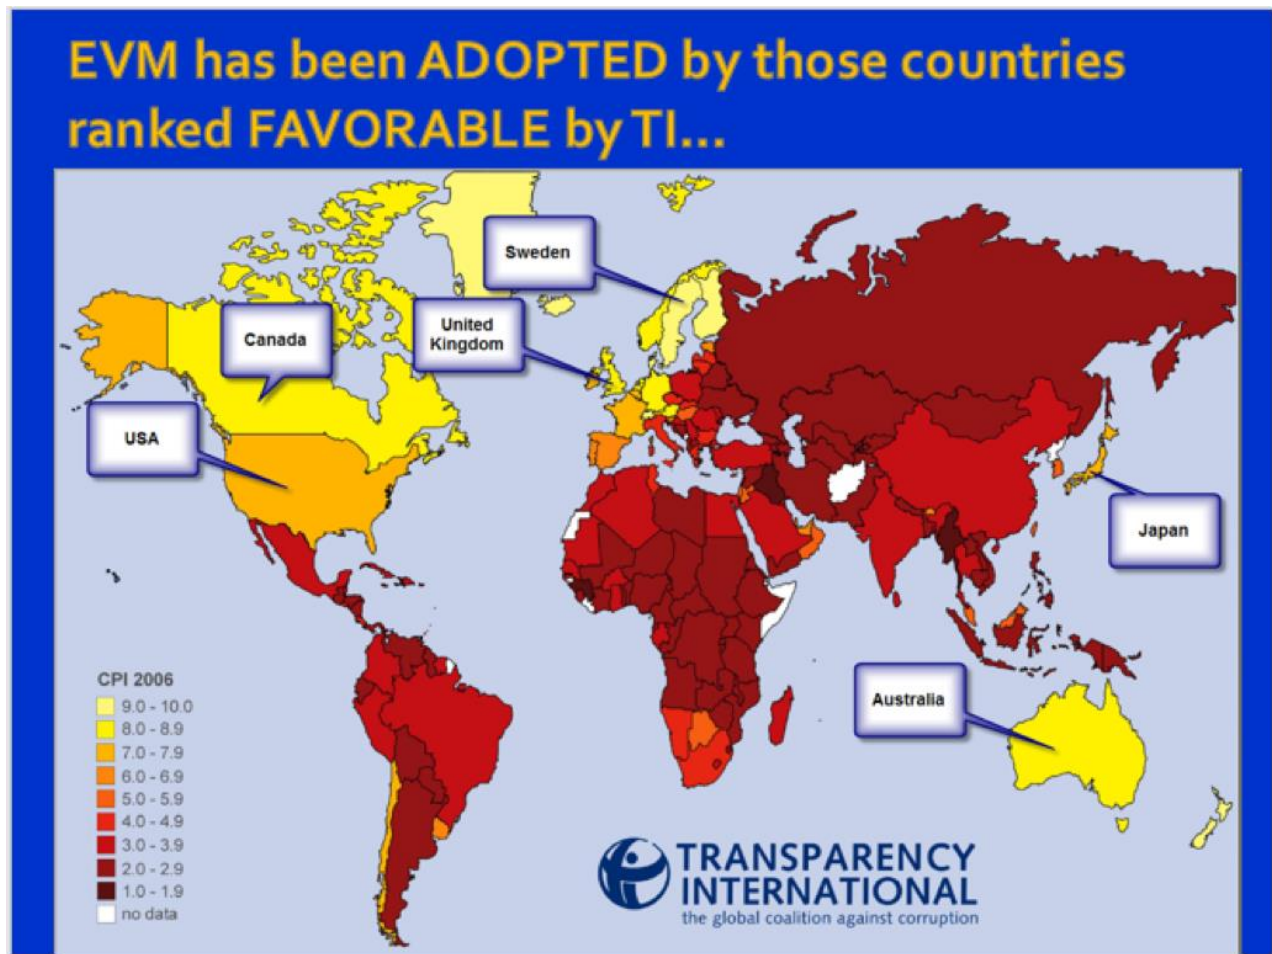 EVM has been ADOPTED by those countries
ranked FAVORABLE by TI...
Sweden
United
Kingdom
Canada
USA
Japan
Australia
CPI 2006
9.0 - 10.0
8.0 - 8.9
7.0 - 7.9
6.0 - 6.9
5.0 - 5.9
4.0 - 4.9
3.0 - 3.9
2.0 - 2.9
1.0 - 1.9
no data
TRANSPARENCY
INTERNATIONAL
the global coalition against corruption